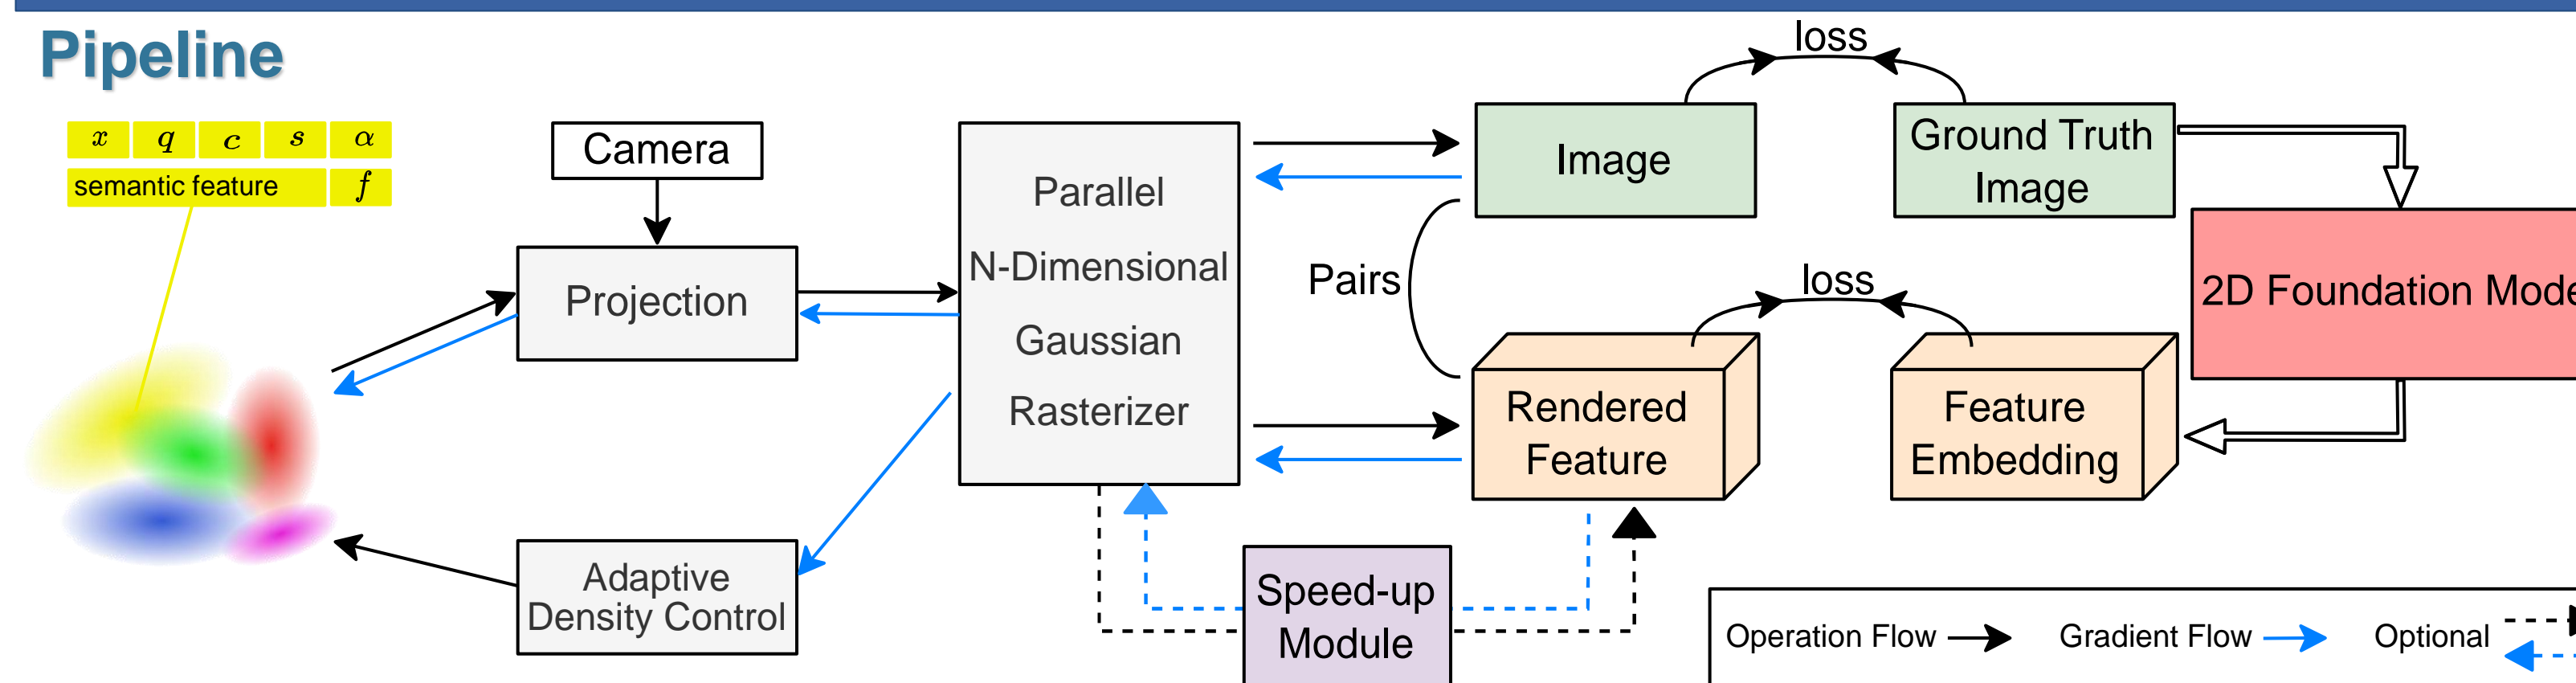 Pipeline
x q c s α
semantic feature f
Camera
Projection
Adaptive
Density Control
Parallel
N-Dimensional
Gaussian
Rasterizer
loss
Image
Ground Truth
Image
Pairs
loss
2D Foundation Mode
Rendered
Feature
Feature
Embedding
Speed-up
Module
Operation Flow
Gradient Flow
Optional